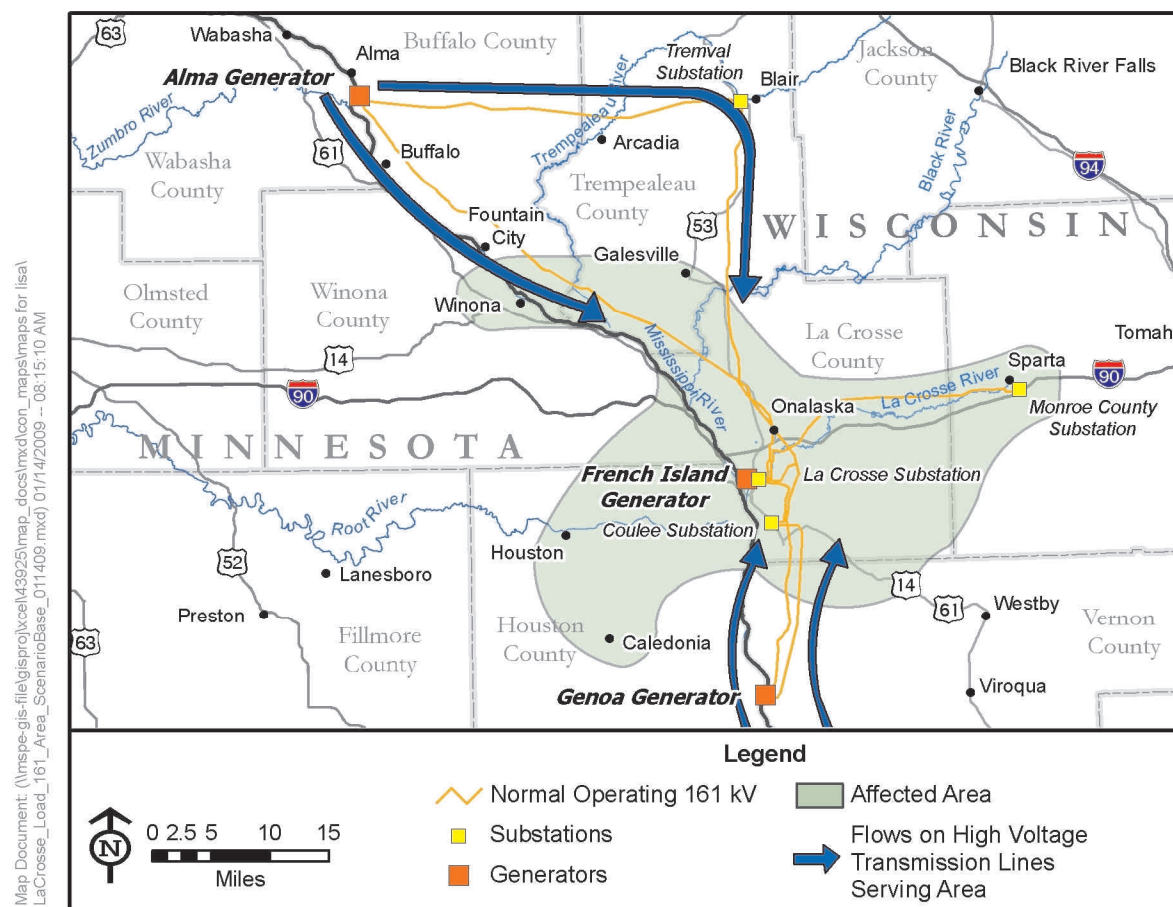 Map Document: (\\mspe-gis-file\gisproj\xcel\43925\map_docs\mxd\con_maps\maps for lisa\
LaCrosse_Load_161_Area_ScenarioBase_011409.mxd) 01/14/2009 -- 08:15:10 AM
63
Wabasha
Buffalo County
Alma
Alma Generator
Tremval
Substation
Blair
Jackson
County
Black River Falls
Zumbro River
61
Buffalo
Wabasha
County
Trempealeau River
Arcadia
Trempealeau
County
Black River
94
Fountain
City
53
WISCONSIN
Galesville
Olmsted
County
Winona
County
Winona
14
Mississippi River
La Crosse
County
Tomah
Sparta
90
90
La Crosse River
Monroe County
Substation
Onalaska
MINNESOTA
French Island
Generator
La Crosse Substation
Root River
Coulee Substation
Houston
52
Lanesboro
14
61
Westby
Preston
63
Fillmore
County
Houston
County
Caledonia
Vernon
County
Genoa Generator
Viroqua
Legend
N
0 2.5 5 10 15
Miles
Normal Operating 161 kV
Substations
Generators
Affected Area
Flows on High Voltage
Transmission Lines
Serving Area